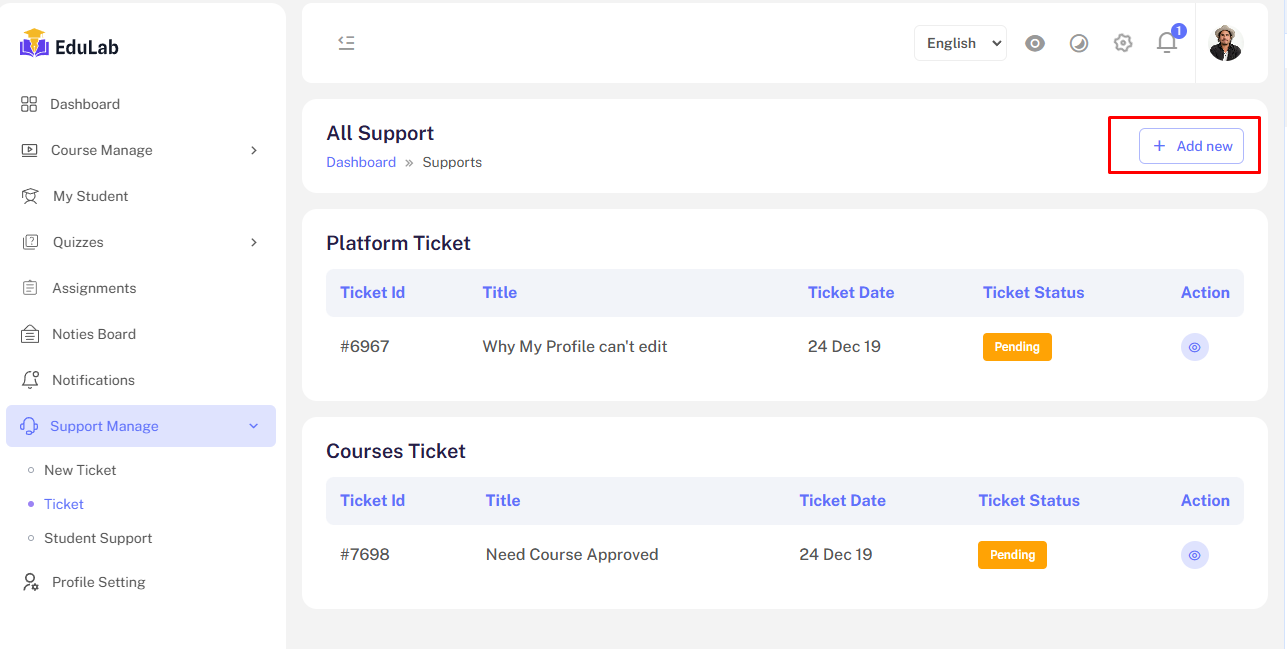 EduLab
Dashboard
Course Manage
My Student
Quizzes
Assignments
Noties Board
Notifications
Support Manage
New Ticket
Ticket
Student Support
Profile Setting
English
1
All Support
Dashboard » Supports
+ Add new
Platform Ticket
Ticket Id Title Ticket Date Ticket Status Action
#6967 Why My Profile can't edit 24 Dec 19 Pending
Courses Ticket
Ticket Id Title Ticket Date Ticket Status Action
#7698 Need Course Approved 24 Dec 19 Pending